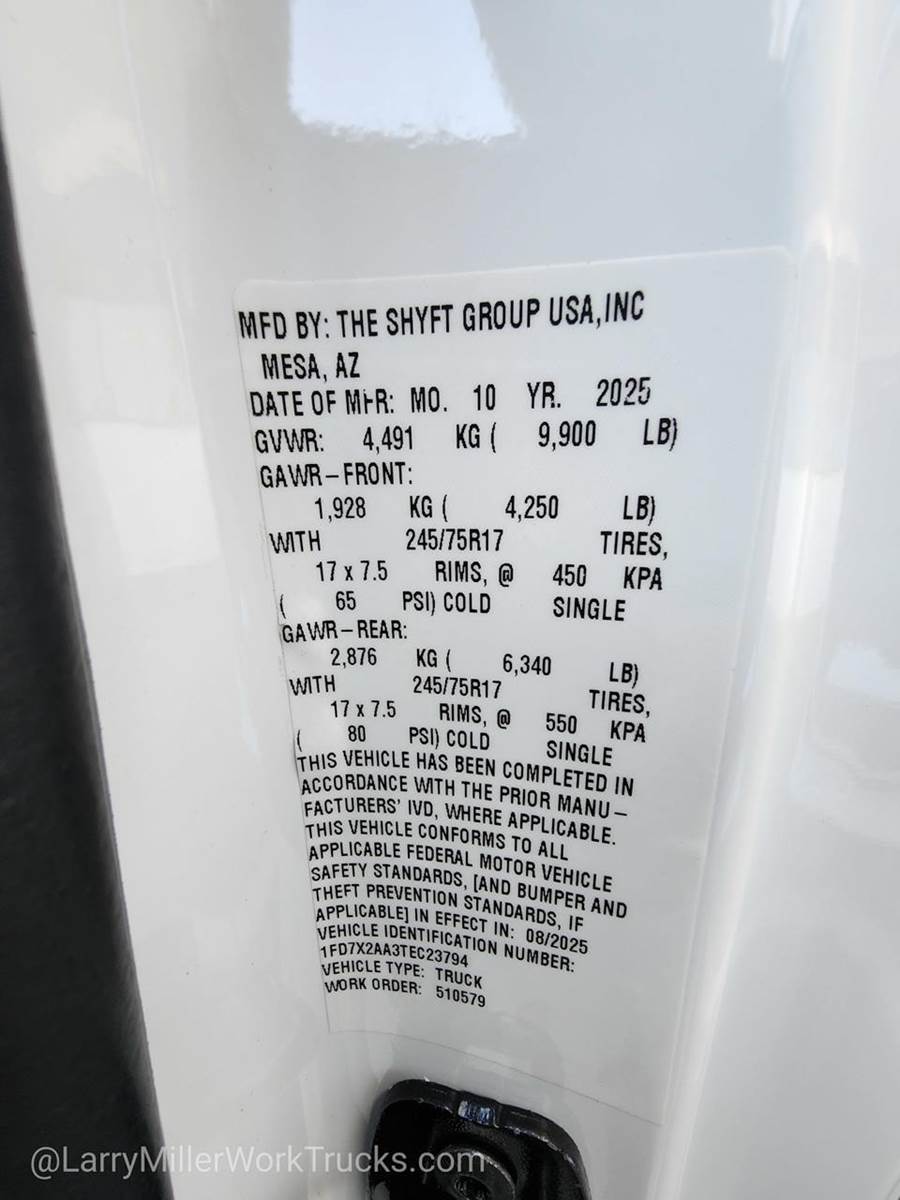 MFD BY: THE SHYFT GROUP USA,INC
MESA, AZ
DATE OF MFR: MO. 10 YR. 2025
GVWR: 4,491 KG ( 9,900 LB)
GAWR-FRONT:
1,928 KG ( 4,250 LB)
WITH 245/75R17 TIRES,
17 x 7.5 RIMS, @ 450 KPA
( 65 PSI) COLD SINGLE
GAWR-REAR:
2,876 KG ( 6,340 LB)
WITH 245/75R17 TIRES,
17 x 7.5 RIMS, @ 550 KPA
( 80 PSI) COLD SINGLE
THIS VEHICLE HAS BEEN COMPLETED IN
ACCORDANCE WITH THE PRIOR MANU-
FACTURERS' IVD, WHERE APPLICABLE.
THIS VEHICLE CONFORMS TO ALL
APPLICABLE FEDERAL MOTOR VEHICLE
SAFETY STANDARDS, [AND BUMPER AND
THEFT PREVENTION STANDARDS, IF
APPLICABLE] IN EFFECT IN: 08/2025
VEHICLE IDENTIFICATION NUMBER:
1FD7X2AA3TEC23794
VEHICLE TYPE: TRUCK
WORK ORDER: 510579
@LarryMillerWorkTrucks.com